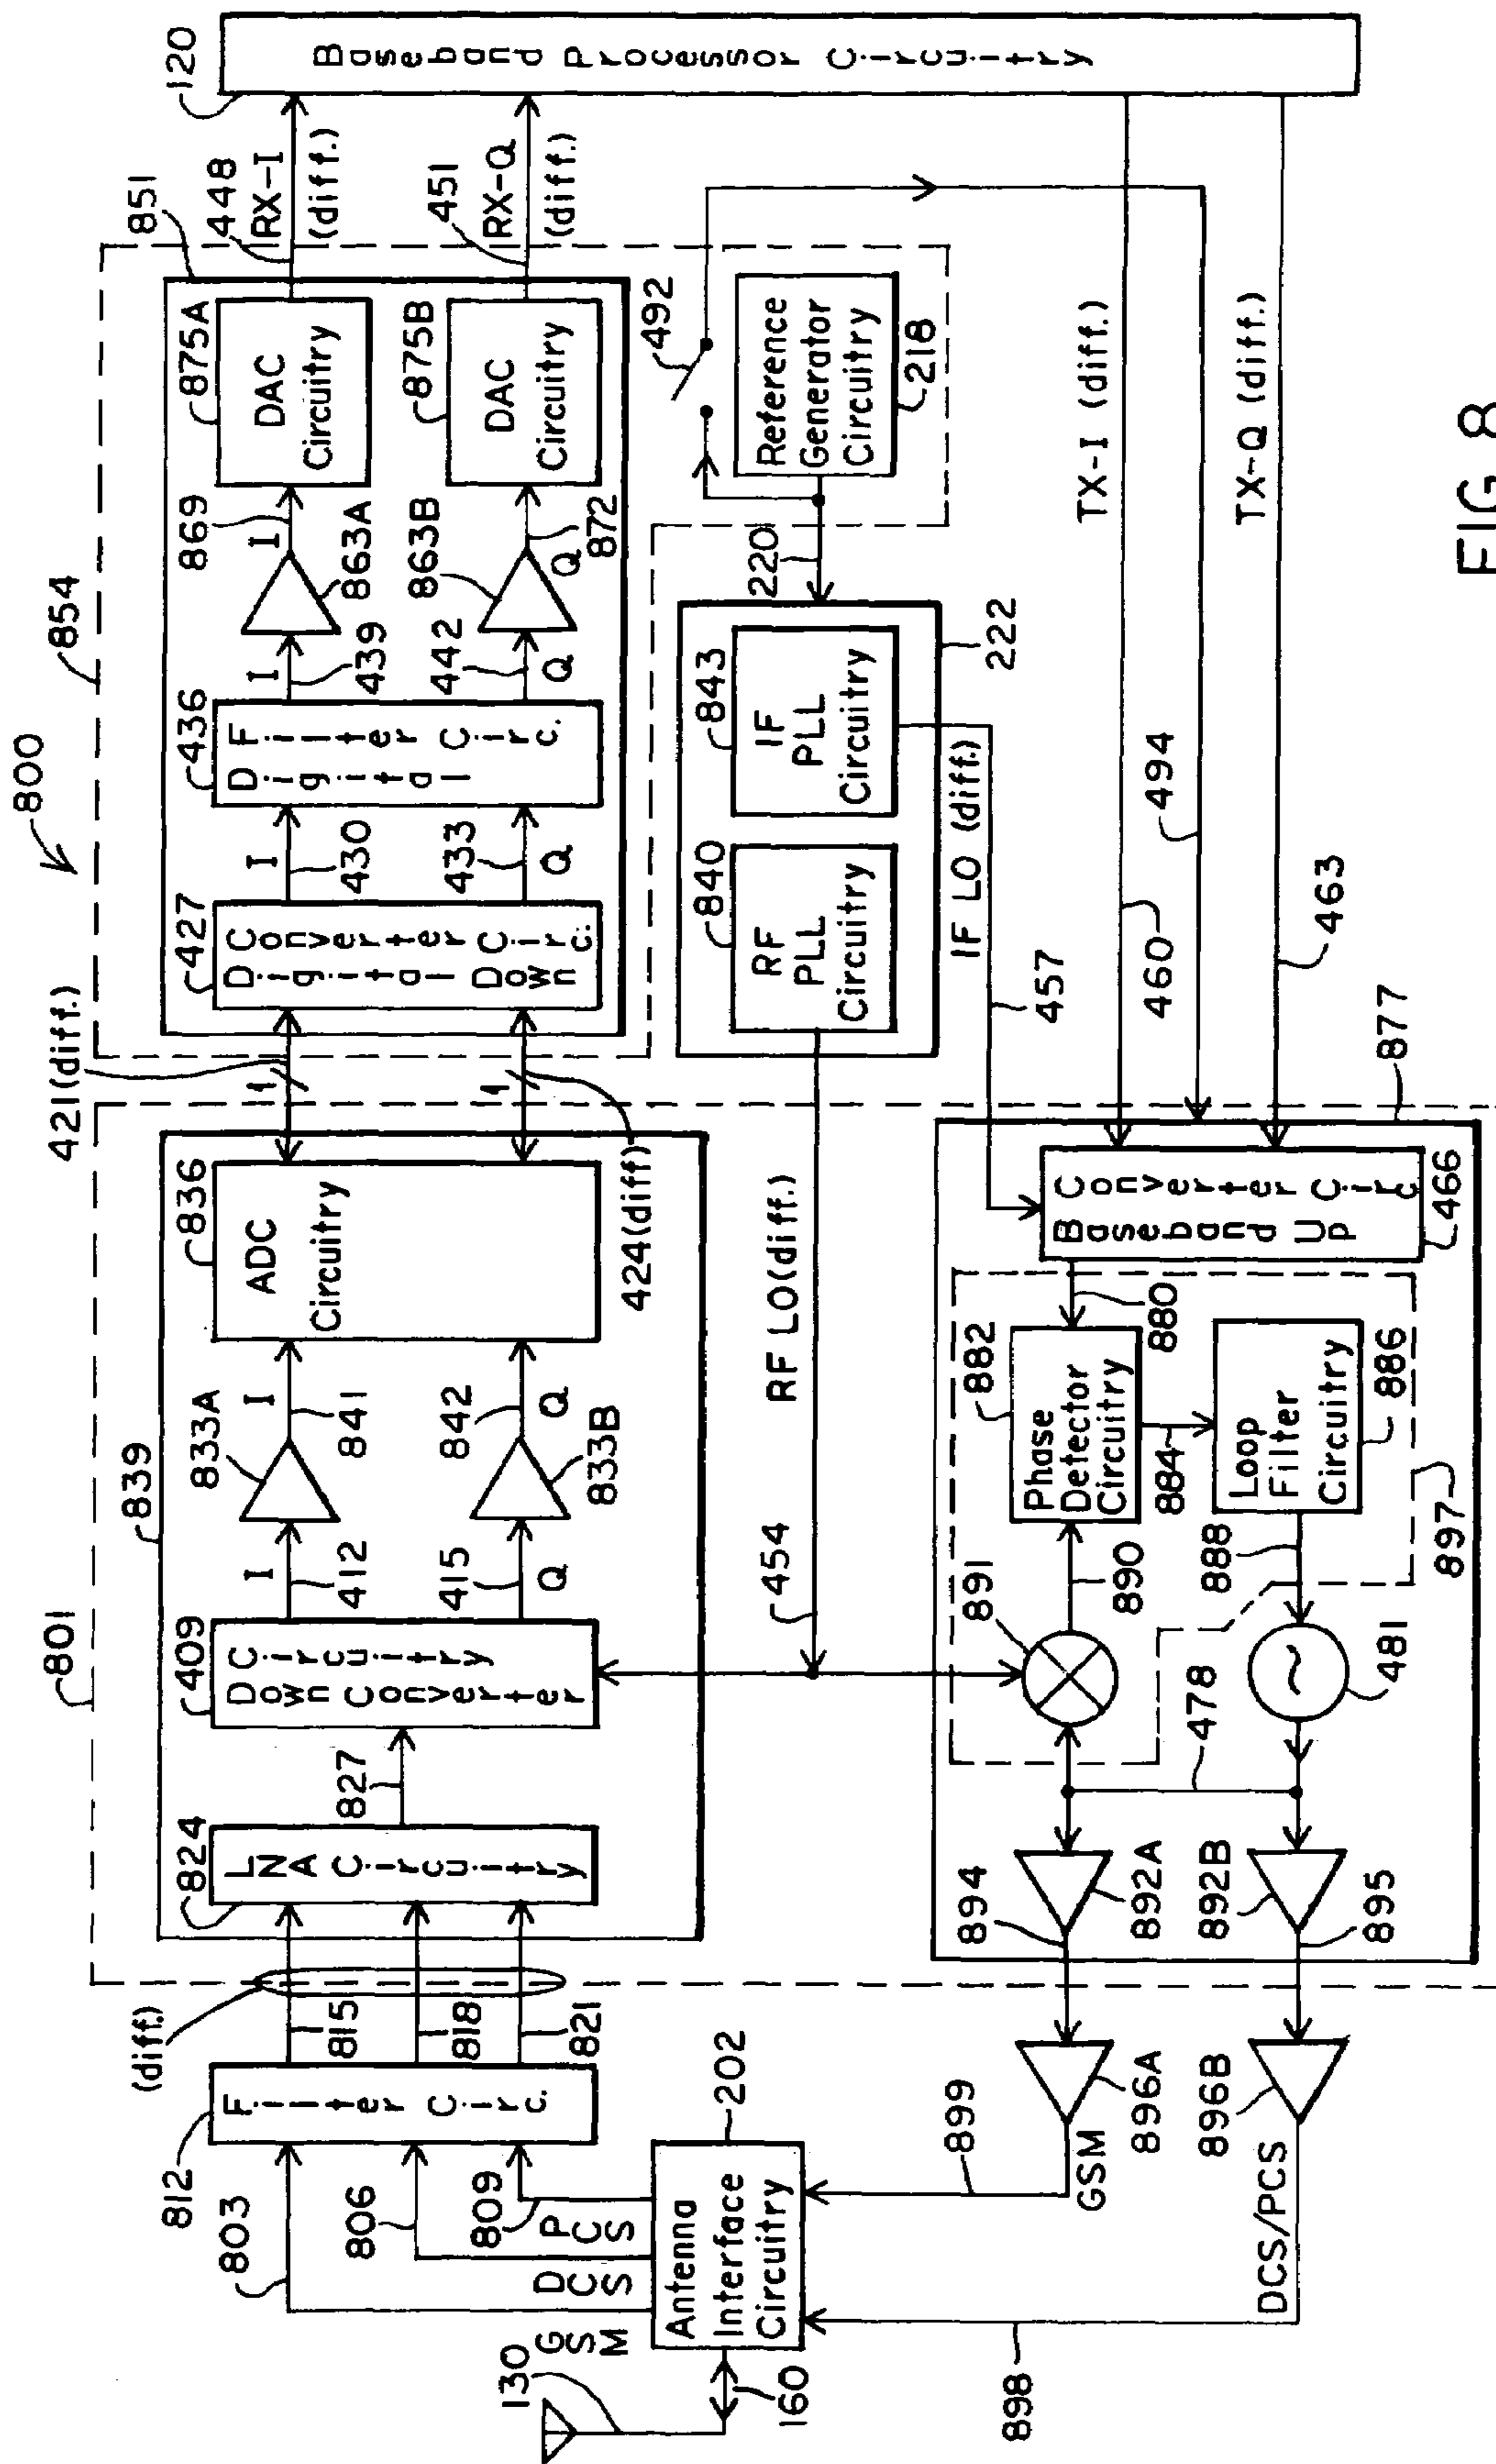 800
801
854
839
851
120
Baseband Processor Circuitry
130
160
202
Antenna
Interface
Circuitry
GSM
DCS
PCS
803
806
809
812
Filter Circ.
(diff.)
815
818
821
824
LNA Circuitry
827
409
Down Converter
Circuitry
I
412
415
Q
833A
833B
I
841
842
Q
836
ADC
Circuitry
421(diff.)
1
1
424(diff)
427
Digital Down
Converter Circ.
I
430
433
Q
436
Digital
Filter Circ.
I
439
442
Q
863A
863B
I
869
872
Q
875A
DAC
Circuitry
875B
DAC
Circuitry
448
RX-I
(diff.)
451
RX-Q
(diff.)
492
Reference
Generator
Circuitry
218
220
222
840
RF
PLL
Circuitry
843
IF
PLL
Circuitry
RF LO(diff.)
454
IF LO (diff.)
457
TX-I (diff.)
460
494
TX-Q (diff.)
463
877
Baseband Up
Converter Circ
466
880
882
Phase
Detector
Circuitry
884
Loop
Filter
Circuitry
886
888
890
891
897
481
478
892A
892B
894
895
896A
896B
899
GSM
898
DCS/PCS
FIG. 8